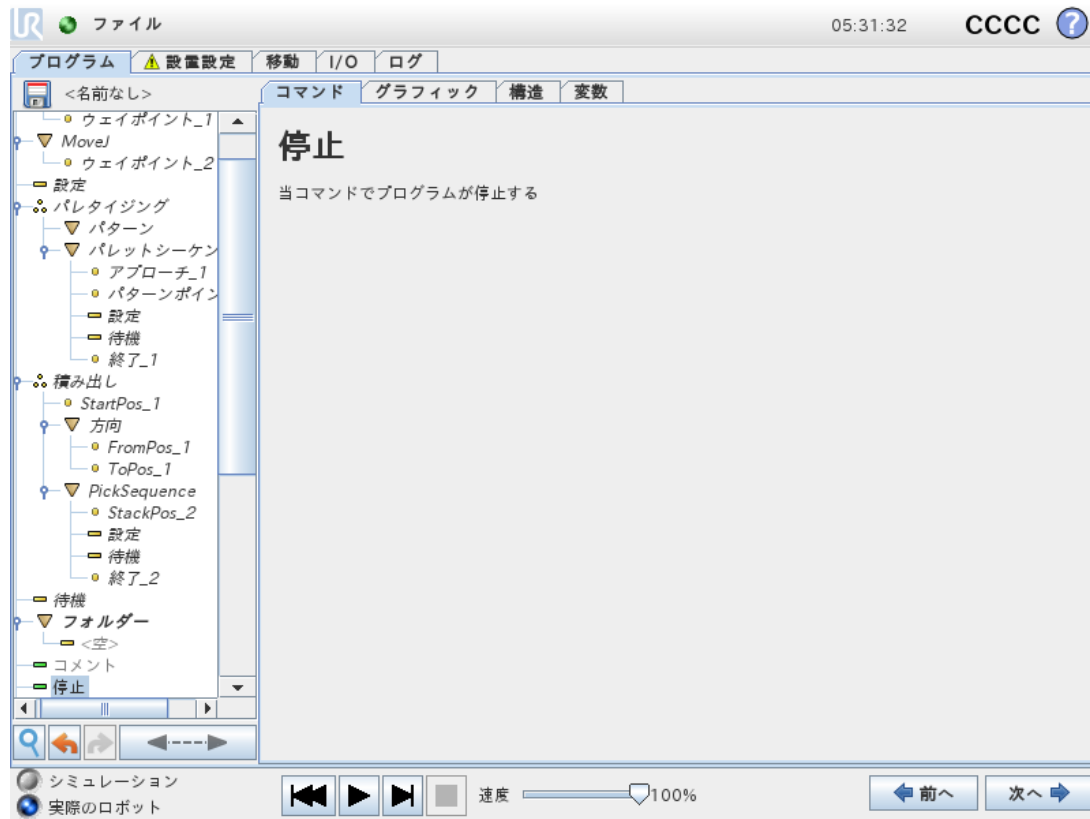 UR ファイル 05:31:32 CCCC ?
プログラム 設置設定 移動 I/O ログ
<名前なし>
コマンド グラフィック 構造 変数
ウェイポイント_1
MoveJ
ウェイポイント_2
設定
パレタイジング
パターン
パレットシーケン
アプローチ_1
パターンポイン
設定
待機
終了_1
積み出し
StartPos_1
方向
FromPos_1
ToPos_1
PickSequence
StackPos_2
設定
待機
終了_2
待機
フォルダー
<空>
コメント
停止
停止
当コマンドでプログラムが停止する
シミュレーション
実際のロボット
速度 100%
前へ 次へ